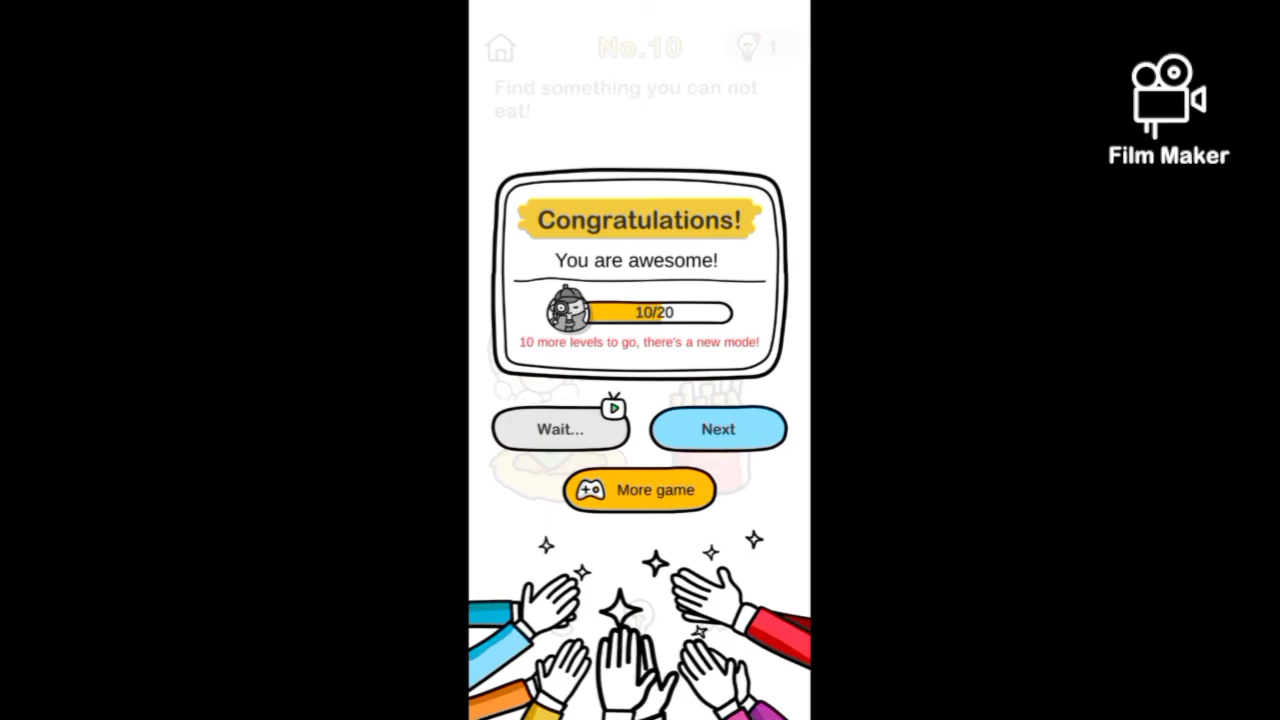 No.10
1
Find something you can not
eat!
Film Maker
Congratulations!
You are awesome!
10/20
10 more levels to go, there's a new mode!
Wait...
Next
More game